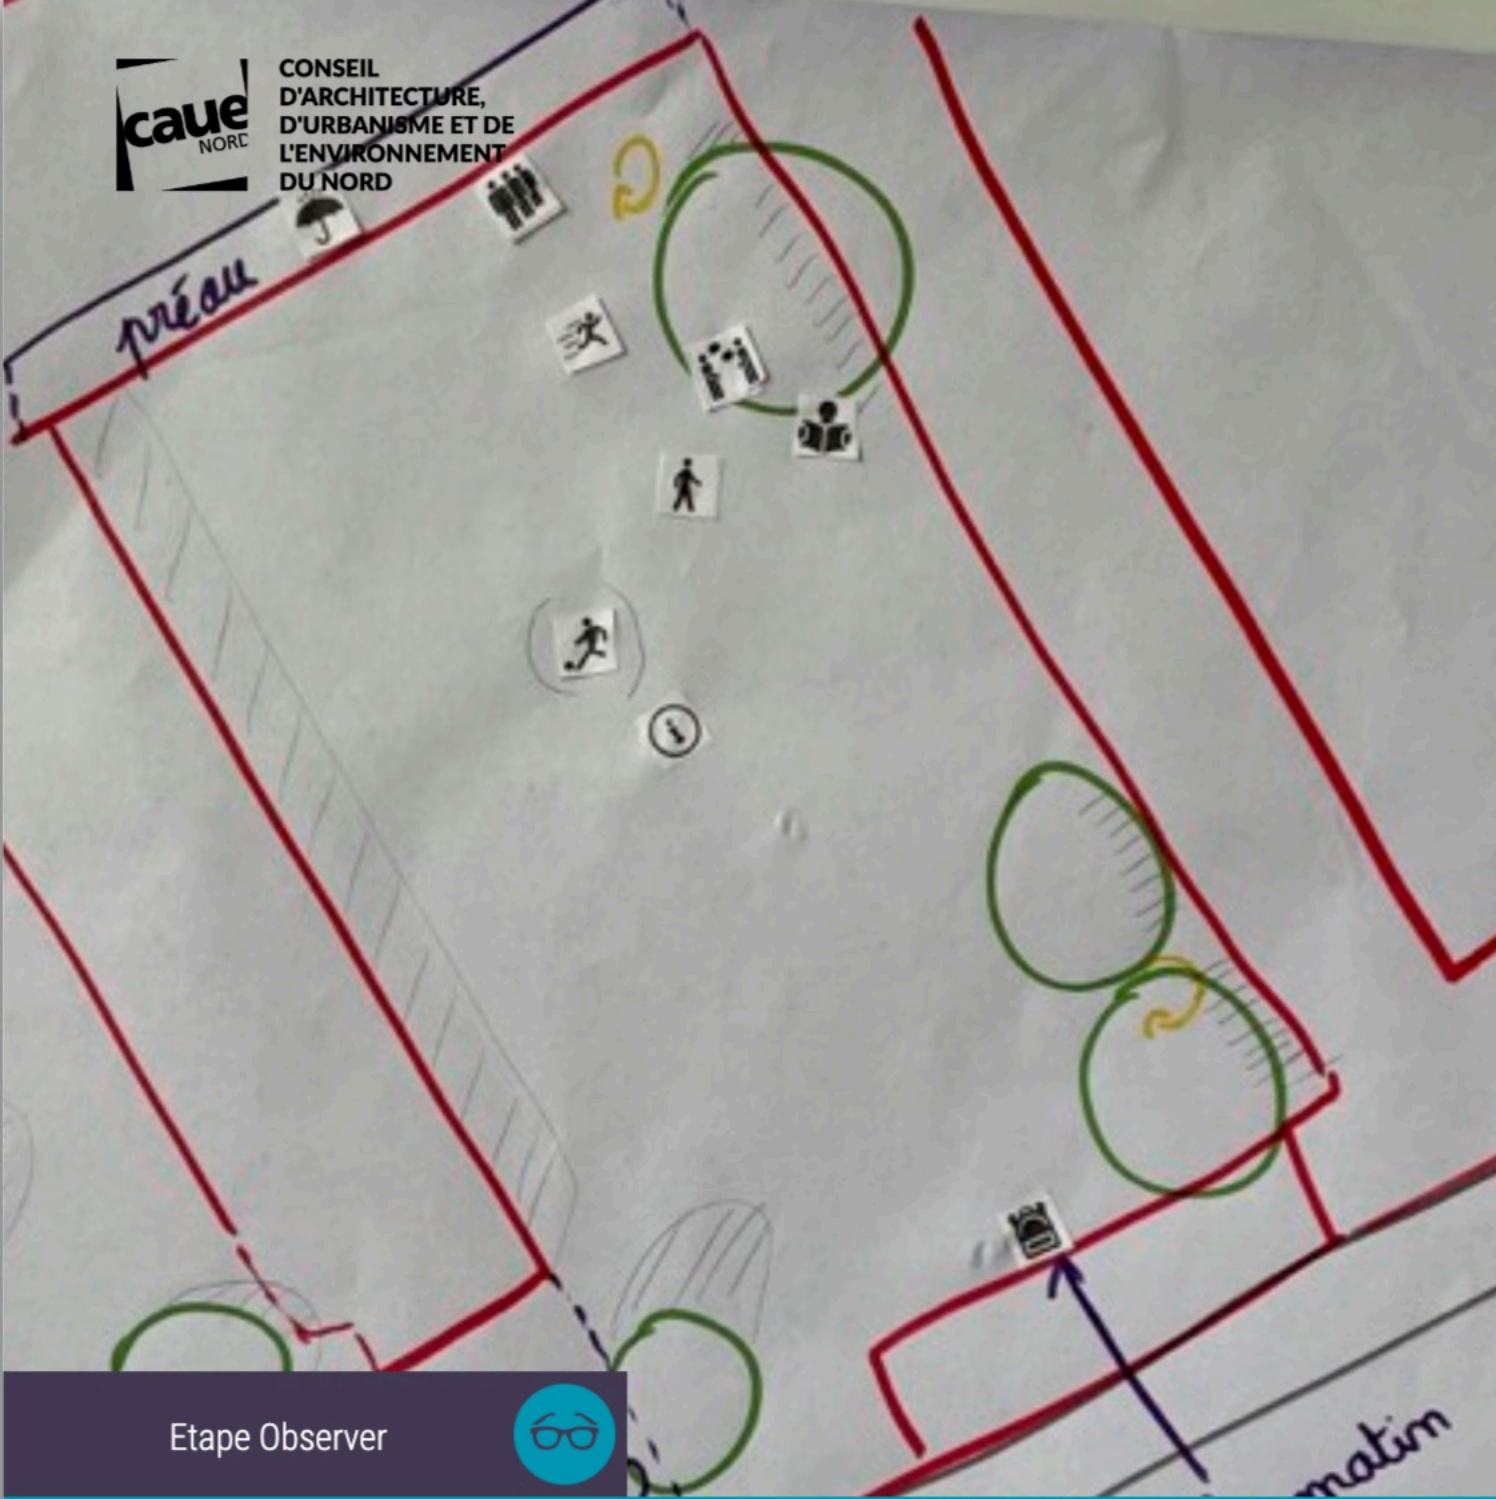 caue
NORD
CONSEIL
D'ARCHITECTURE,
D'URBANISME ET DE
L'ENVIRONNEMENT
DU NORD
préau
i
matin
Etape Observer